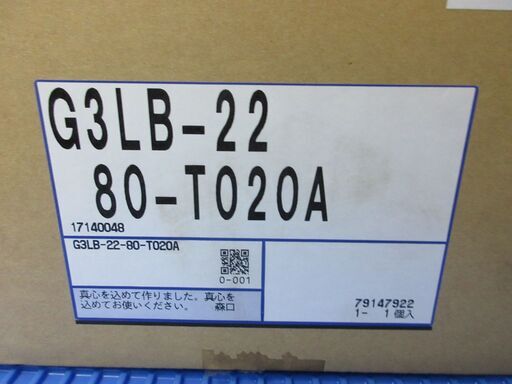 G3LB-22
80-T020A
17140048
G3LB-22-80-T020A
0-001
真心を込めて作りました。真心を
込めてお使いください。 森口
79147922
1- 1個入